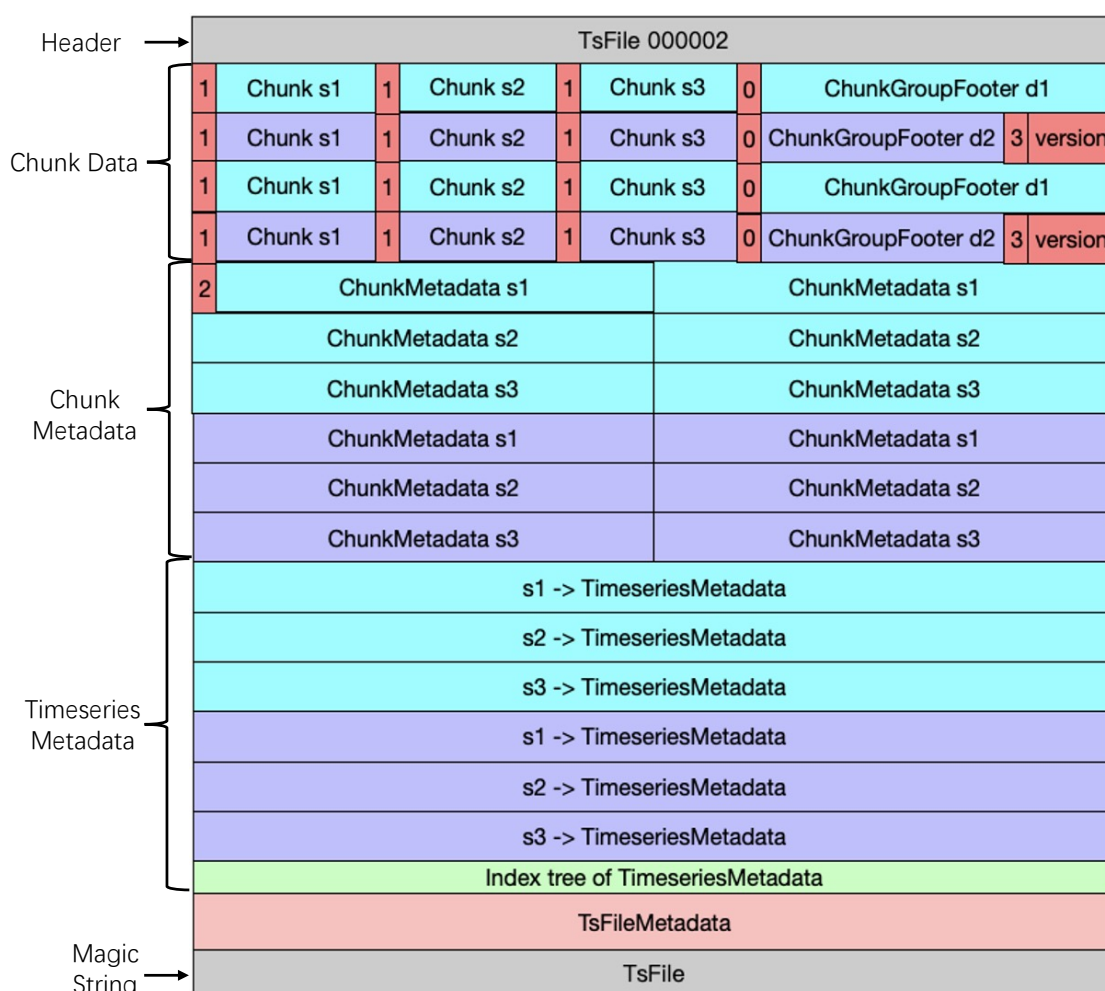 Header
TsFile 000002
Chunk Data
1 Chunk s1 1 Chunk s2 1 Chunk s3 0 ChunkGroupFooter d1
1 Chunk s1 1 Chunk s2 1 Chunk s3 0 ChunkGroupFooter d2 3 version
1 Chunk s1 1 Chunk s2 1 Chunk s3 0 ChunkGroupFooter d1
1 Chunk s1 1 Chunk s2 1 Chunk s3 0 ChunkGroupFooter d2 3 version
Chunk
Metadata
2 ChunkMetadata s1 ChunkMetadata s1
ChunkMetadata s2 ChunkMetadata s2
ChunkMetadata s3 ChunkMetadata s3
ChunkMetadata s1 ChunkMetadata s1
ChunkMetadata s2 ChunkMetadata s2
ChunkMetadata s3 ChunkMetadata s3
Timeseries
Metadata
s1 -> TimeseriesMetadata
s2 -> TimeseriesMetadata
s3 -> TimeseriesMetadata
s1 -> TimeseriesMetadata
s2 -> TimeseriesMetadata
s3 -> TimeseriesMetadata
Index tree of TimeseriesMetadata
TsFileMetadata
Magic
String
TsFile